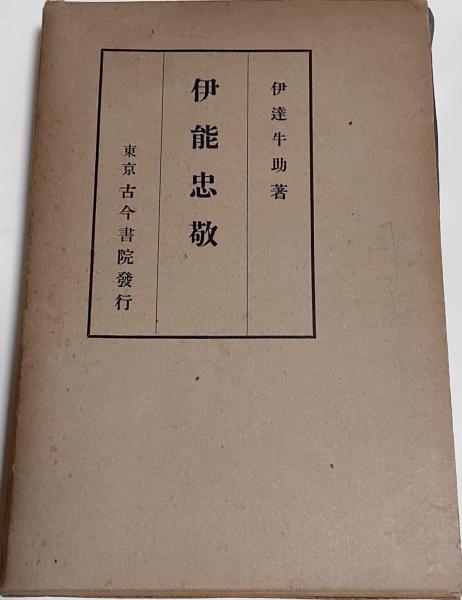 伊達牛助著
伊能忠敬
東京 古今書院發行